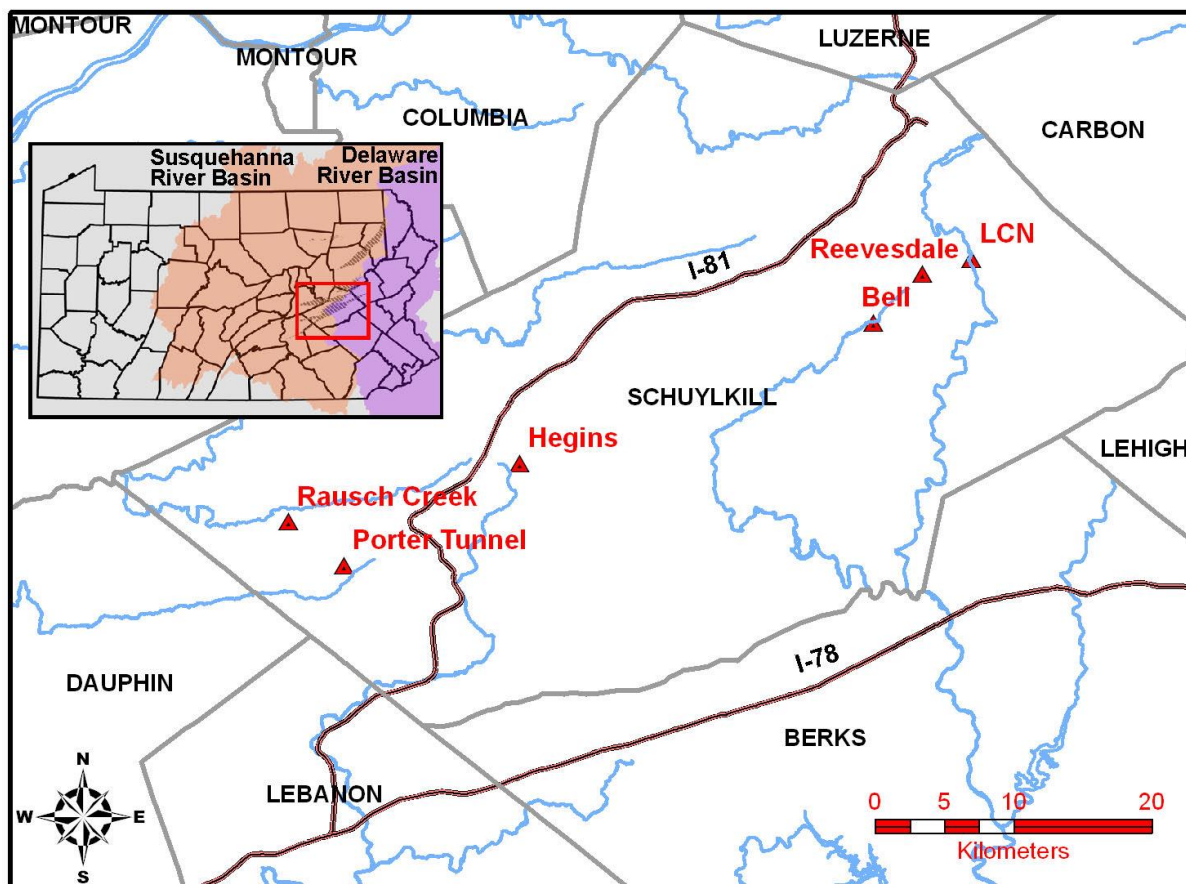 MONTOUR
MONTOUR
LUZERNE
COLUMBIA
CARBON
Susquehanna
River Basin
Delaware
River Basin
LCN
Reevesdale
I-81
Bell
SCHUYLKILL
Hegins
LEHIGH
Rausch Creek
Porter Tunnel
I-78
DAUPHIN
BERKS
LEBANON
N
W
E
S
0
5
10
20
Kilometers